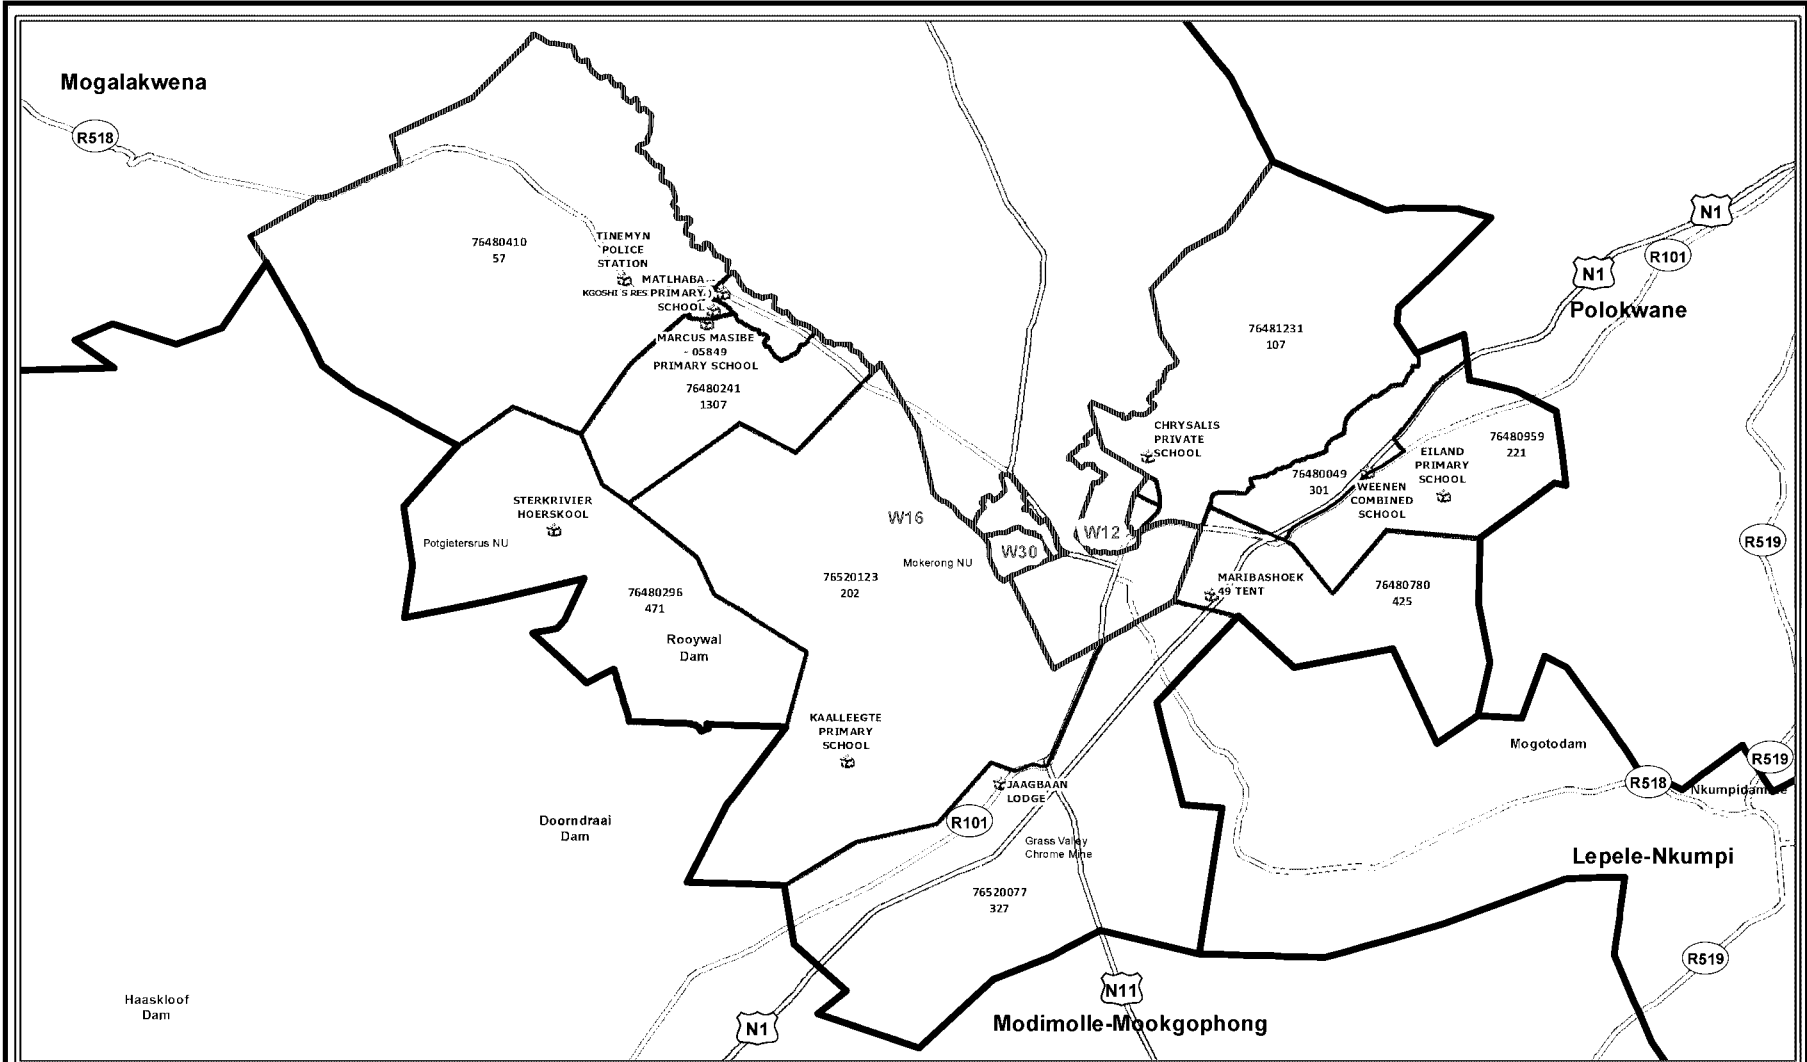 Mogalakwena
R518
N1
N1
R101
Polokwane
76480410
57
TINEMYN
POLICE
STATION
MATLHABA
KGOSHI'S RES PRIMARY
SCHOOL
MARCUS MASIBE
- 05849
PRIMARY SCHOOL
76480241
1307
76481231
107
CHRYSALIS
PRIVATE
SCHOOL
76480959
221
EILAND
PRIMARY
SCHOOL
76480049
301
WEENEN
COMBINED
SCHOOL
STERKRIVIER
HOERSKOOL
Potgietersrus NU
W16
W12
W30
Mokerong NU
R519
76520123
202
MARIBASHOEK
49 TENT
76480780
425
76480296
471
Rooywal
Dam
KAALLEEGTE
PRIMARY
SCHOOL
Mogotodam
R519
R518
JAAGBAAN
LODGE
R101
Doorndraai
Dam
Grass Valley
Chrome Mine
Lepele-Nkumpi
76520077
327
R519
N11
Haaskloof
Dam
N1
Modimolle-Mookgophong